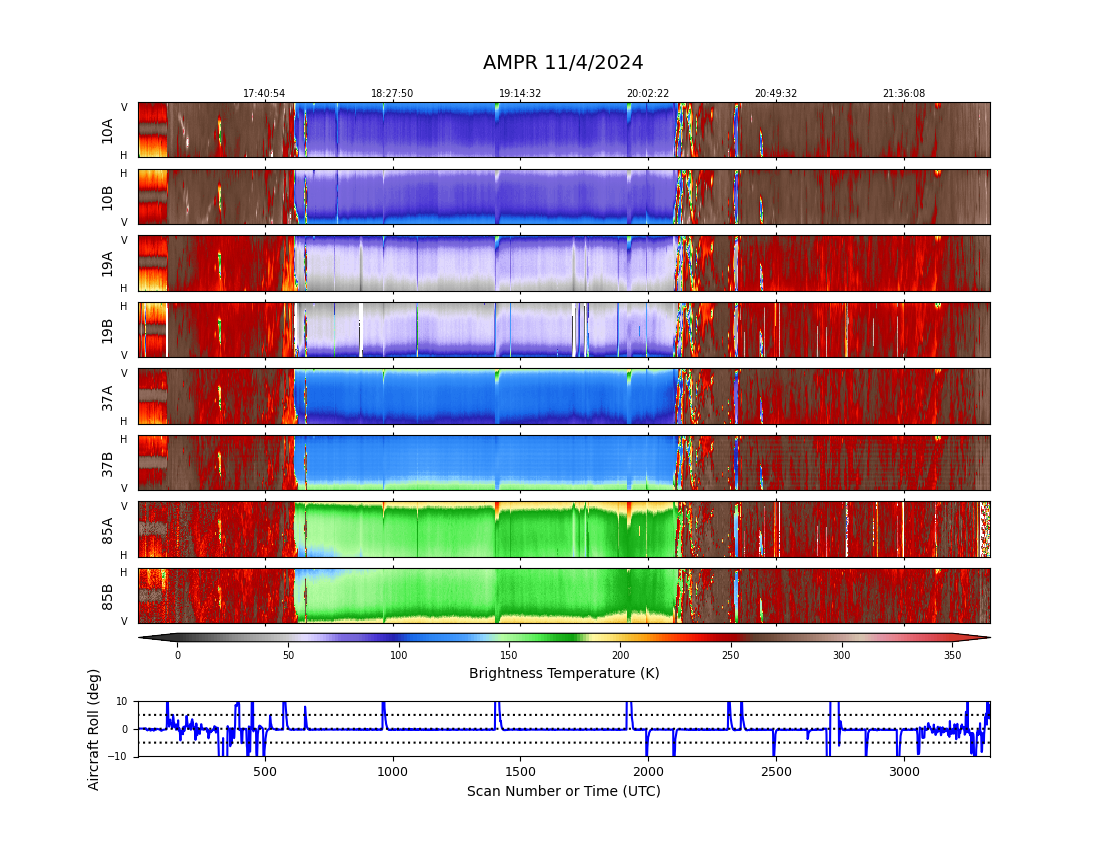 AMPR 11/4/2024
17:40:54 18:27:50 19:14:32 20:02:22 20:49:32 21:36:08
V
10A
H
H
10B
V
V
19A
H
H
19B
V
V
37A
H
H
37B
V
V
85A
H
H
85B
V
0 50 100 150 200 250 300 350
Brightness Temperature (K)
Aircraft Roll (deg)
10
0
−10
500 1000 1500 2000 2500 3000
Scan Number or Time (UTC)